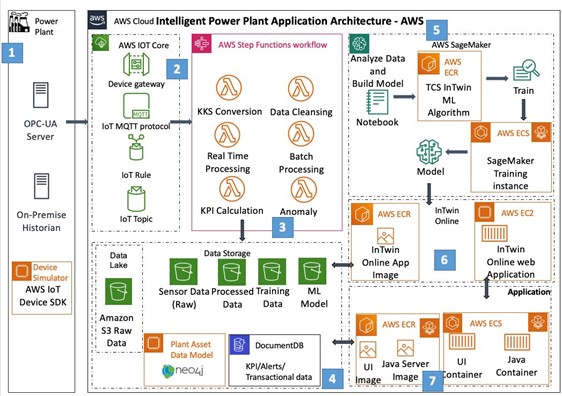 Power
Plant
1
OPC-UA
Server
On-Premise
Historian
Device
Simulator
AWS IoT
Device SDK
aws
AWS Cloud Intelligent Power Plant Application Architecture - AWS
AWS IOT Core
2
Device gateway
MQTT
IoT MQTT protocol
IoT Rule
IoT Topic
AWS Step Functions workflow
KKS Conversion
Data Cleansing
Real Time
Processing
Batch
Processing
KPI Calculation
Anomaly
3
Data
Lake
Amazon
S3 Raw
Data
Data Storage
Sensor Data
(Raw)
Processed
Data
Training
Data
ML
Model
Plant Asset
Data Model
neo4j
DocumentDB
KPI/Alerts/
Transactional data
4
5
AWS SageMaker
Analyze Data
and
Build Model
Notebook
AWS
ECR
TCS InTwin
ML
Algorithm
Train
AWS ECS
SageMaker
Training
instance
Model
InTwin
Online
AWS ECR
InTwin
Online App
Image
6
AWS EC2
InTwin
Online web
Application
Application
AWS ECR
UI
Image
Java Server
Image
7
AWS ECS
UI
Container
Java
Container